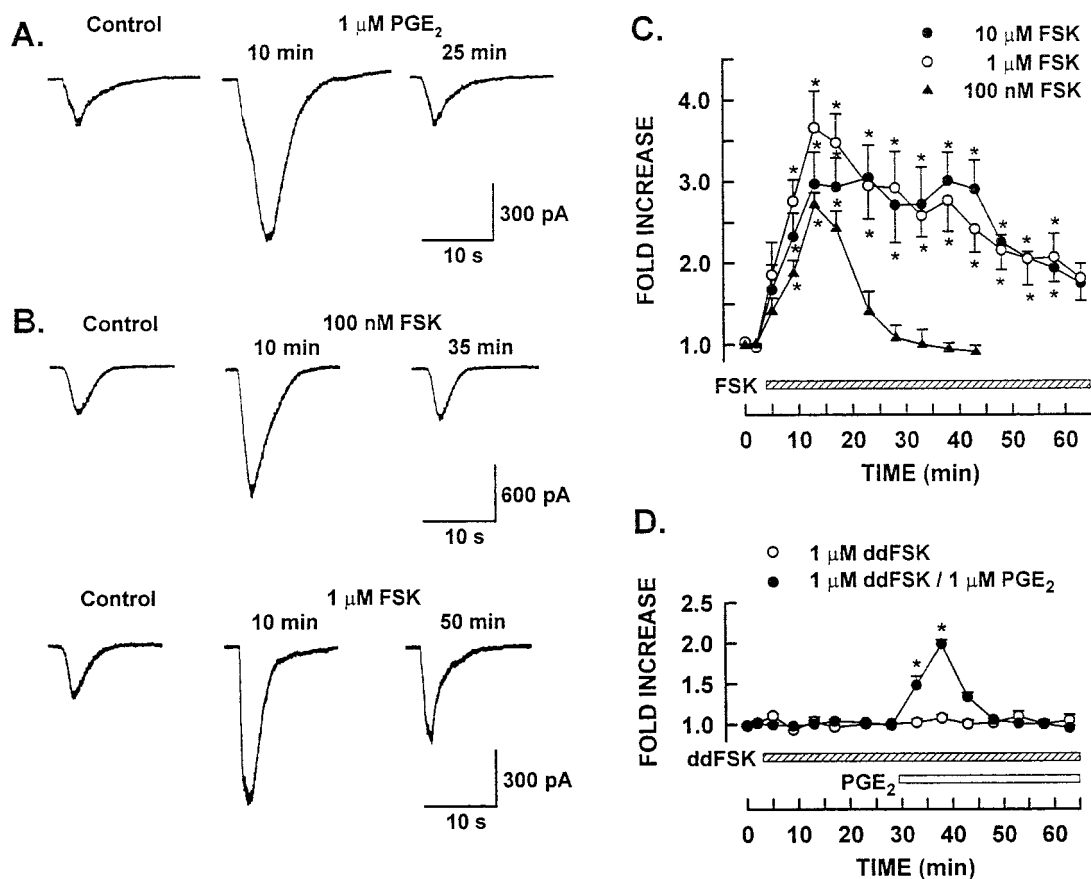 A.
Control
1 μM PGE₂
10 min
25 min
300 pA
10 s
B.
Control
100 nM FSK
10 min
35 min
600 pA
10 s
Control
1 μM FSK
10 min
50 min
300 pA
10 s
C.
10 μM FSK
1 μM FSK
100 nM FSK
FOLD INCREASE
4.0
3.0
2.0
1.0
* * * * * * * * * * * * * * * * * * * * * * * *
FSK
0 10 20 30 40 50 60
TIME (min)
D.
1 μM ddFSK
1 μM ddFSK / 1 μM PGE₂
FOLD INCREASE
2.5
2.0
1.5
1.0
* *
ddFSK
PGE₂
0 10 20 30 40 50 60
TIME (min)